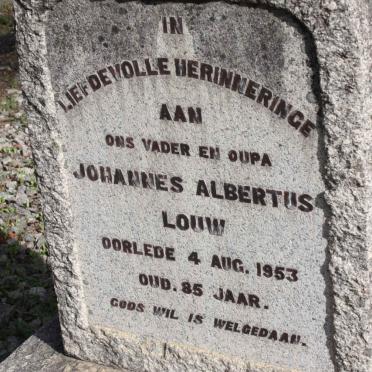 IN
LIEFDEVOLLE HERINNERINGE
AAN
ONS VADER EN OUPA
JOHANNES ALBERTUS
LOUW
OORLEDE 4 AUG. 1953
OUD. 85 JAAR.
GODS WIL IS WELGEDAAN.